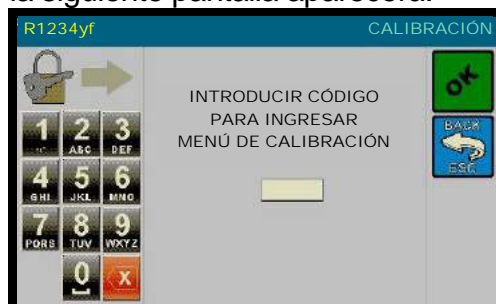 la siguiente pantalla aparecerá:
R1234yf
CALIBRACIÓN
INTRODUCIR CÓDIGO
PARA INGRESAR
MENÚ DE CALIBRACIÓN
OK
BACK
ESC
1 2 3
ABC DEF
4 5 6
GHI JKL MNO
7 8 9
PQRS TUV WXYZ
0 X